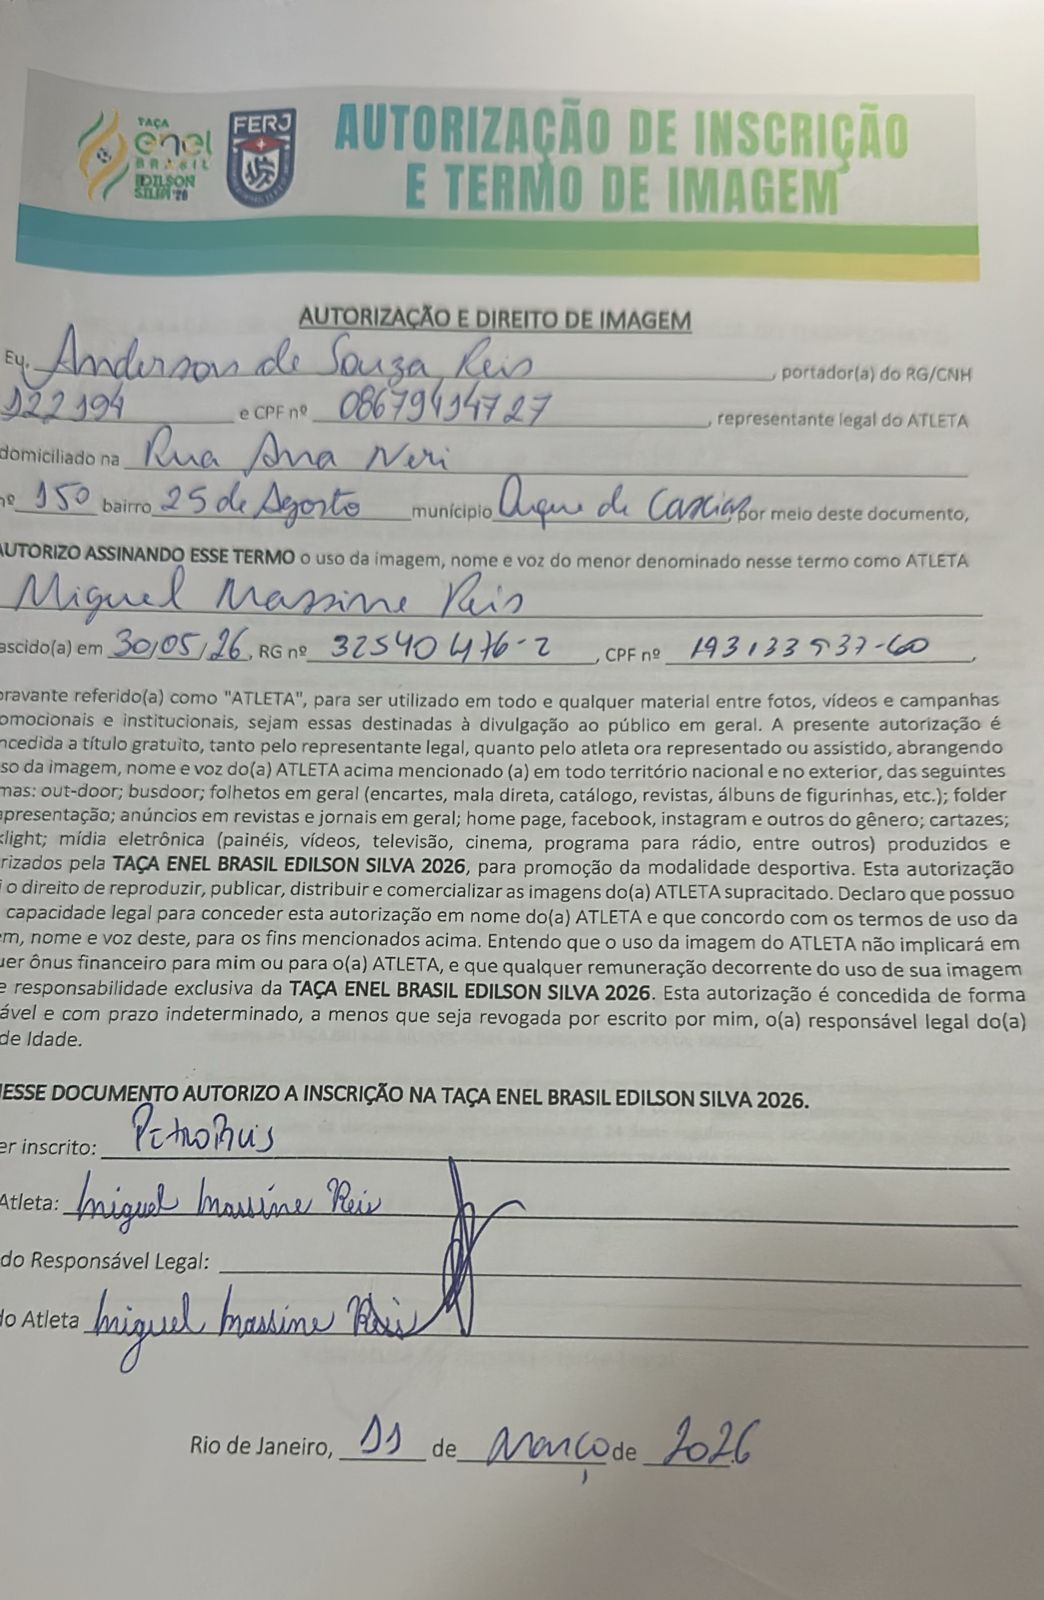 TAÇA
enel
BRASIL
EDILSON
SILVA '26
FERJ
AUTORIZAÇÃO DE INSCRIÇÃO
E TERMO DE IMAGEM
AUTORIZAÇÃO E DIREITO DE IMAGEM
Eu, Anderson de Souza Reis, portador(a) do RG/CNH
122194 e CPF nº 08679414727, representante legal do ATLETA
domiciliado na Rua Ana Neri
nº 150 bairro 25 de Agosto município Duque de Caxias, por meio deste documento,
AUTORIZO ASSINANDO ESSE TERMO o uso da imagem, nome e voz do menor denominado nesse termo como ATLETA
Miguel Massine Reis
ascido(a) em 30/05/26, RG nº 32540476-2, CPF nº 193133537-60,
oravante referido(a) como "ATLETA", para ser utilizado em todo e qualquer material entre fotos, vídeos e campanhas
omocionais e institucionais, sejam essas destinadas à divulgação ao público em geral. A presente autorização é
ncedida a título gratuito, tanto pelo representante legal, quanto pelo atleta ora representado ou assistido, abrangendo
so da imagem, nome e voz do(a) ATLETA acima mencionado (a) em todo território nacional e no exterior, das seguintes
mas: out-door; busdoor; folhetos em geral (encartes, mala direta, catálogo, revistas, álbuns de figurinhas, etc.); folder
apresentação; anúncios em revistas e jornais em geral; home page, facebook, instagram e outros do gênero; cartazes;
klight; mídia eletrônica (painéis, vídeos, televisão, cinema, programa para rádio, entre outros) produzidos e
rizados pela TAÇA ENEL BRASIL EDILSON SILVA 2026, para promoção da modalidade desportiva. Esta autorização
i o direito de reproduzir, publicar, distribuir e comercializar as imagens do(a) ATLETA supracitado. Declaro que possuo
capacidade legal para conceder esta autorização em nome do(a) ATLETA e que concordo com os termos de uso da
m, nome e voz deste, para os fins mencionados acima. Entendo que o uso da imagem do ATLETA não implicará em
uer ônus financeiro para mim ou para o(a) ATLETA, e que qualquer remuneração decorrente do uso de sua imagem
e responsabilidade exclusiva da TAÇA ENEL BRASIL EDILSON SILVA 2026. Esta autorização é concedida de forma
ável e com prazo indeterminado, a menos que seja revogada por escrito por mim, o(a) responsável legal do(a)
de Idade.
NESSE DOCUMENTO AUTORIZO A INSCRIÇÃO NA TAÇA ENEL BRASIL EDILSON SILVA 2026.
er inscrito: PetroRuis
Atleta: Miguel Massine Reis
do Responsável Legal:
do Atleta Miguel Massine Reis
Rio de Janeiro, 11 de Março de 2026